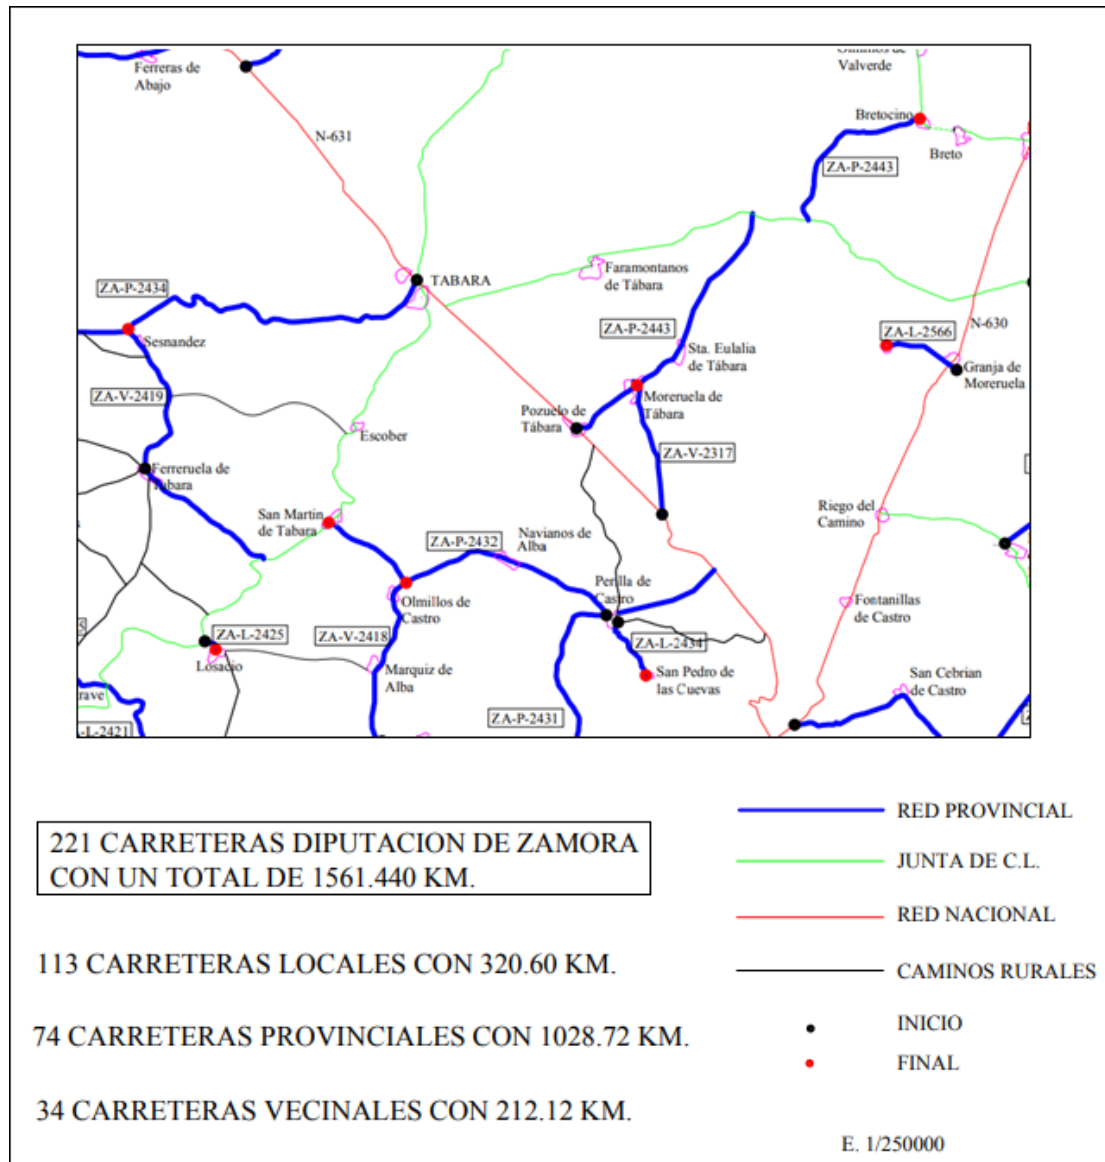 Ferreras de
Abajo
N-631
Valverde
Bretocino
Breto
ZA-P-2443
TABARA
Faramontanos
de Tábara
ZA-P-2434
Sesnandez
ZA-P-2443
Sta. Eulalia
de Tábara
ZA-L-2566
N-630
Granja de
Moreruela
ZA-V-2419
Moreruela de
Tábara
Pozuelo de
Tábara
Escober
ZA-V-2317
Ferreruela de
Tabara
San Martin
de Tabara
Riego del
Camino
ZA-P-2432
Navianos de
Alba
Olmillos de
Castro
Perilla de
Castro
Fontanillas
de Castro
ZA-L-2425
Losacio
ZA-V-2418
ZA-L-2434
Marquiz de
Alba
San Pedro de
las Cuevas
San Cebrian
de Castro
ZA-P-2431
-L-2421
221 CARRETERAS DIPUTACION DE ZAMORA
CON UN TOTAL DE 1561.440 KM.
113 CARRETERAS LOCALES CON 320.60 KM.
74 CARRETERAS PROVINCIALES CON 1028.72 KM.
34 CARRETERAS VECINALES CON 212.12 KM.
RED PROVINCIAL
JUNTA DE C.L.
RED NACIONAL
CAMINOS RURALES
INICIO
FINAL
E. 1/250000